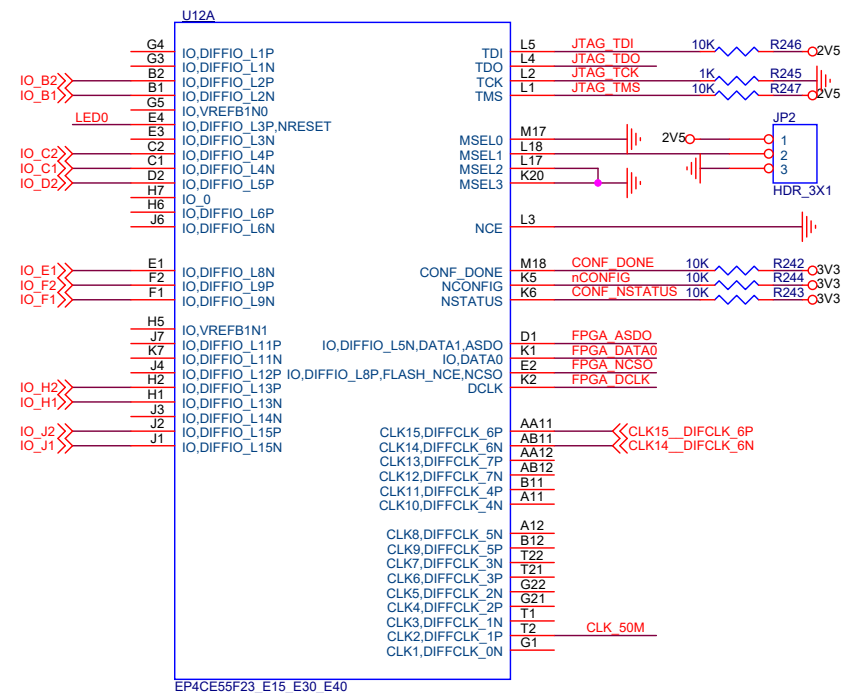 U12A
G4 IO,DIFFIO_L1P
G3 IO,DIFFIO_L1N
IO_B2 B2 IO,DIFFIO_L2P
IO_B1 B1 IO,DIFFIO_L2N
G5 IO,VREFB1N0
LED0 E4 IO,DIFFIO_L3P,NRESET
E3 IO,DIFFIO_L3N
IO_C2 C2 IO,DIFFIO_L4P
IO_C1 C1 IO,DIFFIO_L4N
IO_D2 D2 IO,DIFFIO_L5P
H7 IO_0
H6 IO,DIFFIO_L6P
J6 IO,DIFFIO_L6N
IO_E1 E1 IO,DIFFIO_L8N
IO_F2 F2 IO,DIFFIO_L9P
IO_F1 F1 IO,DIFFIO_L9N
H5 IO,VREFB1N1
J7 IO,DIFFIO_L11P
K7 IO,DIFFIO_L11N
J4 IO,DIFFIO_L12P
IO_H2 H2 IO,DIFFIO_L13P
IO_H1 H1 IO,DIFFIO_L13N
J3 IO,DIFFIO_L14N
IO_J2 J2 IO,DIFFIO_L15P
IO_J1 J1 IO,DIFFIO_L15N
TDI L5 JTAG_TDI 10K R246 2V5
TDO L4 JTAG_TDO
TCK L2 JTAG_TCK 1K R245
TMS L1 JTAG_TMS 10K R247 2V5
MSEL0 M17
MSEL1 L18
MSEL2 L17
MSEL3 K20
JP2
2V5 1
2
3
HDR_3X1
NCE L3
CONF_DONE M18 CONF_DONE 10K R242 3V3
NCONFIG K5 nCONFIG 10K R244 3V3
NSTATUS K6 CONF_NSTATUS 10K R243 3V3
IO,DIFFIO_L5N,DATA1,ASDO D1 FPGA_ASDO
IO,DATA0 K1 FPGA_DATA0
IO,DIFFIO_L8P,FLASH_NCE,NCSO E2 FPGA_NCSO
DCLK K2 FPGA_DCLK
CLK15,DIFFCLK_6P AA11 CLK15__DIFCLK_6P
CLK14,DIFFCLK_6N AB11 CLK14__DIFCLK_6N
CLK13,DIFFCLK_7P AA12
CLK12,DIFFCLK_7N AB12
CLK11,DIFFCLK_4P B11
CLK10,DIFFCLK_4N A11
CLK8,DIFFCLK_5N A12
CLK9,DIFFCLK_5P B12
CLK7,DIFFCLK_3N T22
CLK6,DIFFCLK_3P T21
CLK5,DIFFCLK_2N G22
CLK4,DIFFCLK_2P G21
CLK3,DIFFCLK_1N T1
CLK2,DIFFCLK_1P T2 CLK_50M
CLK1,DIFFCLK_0N G1
EP4CE55F23_E15_E30_E40